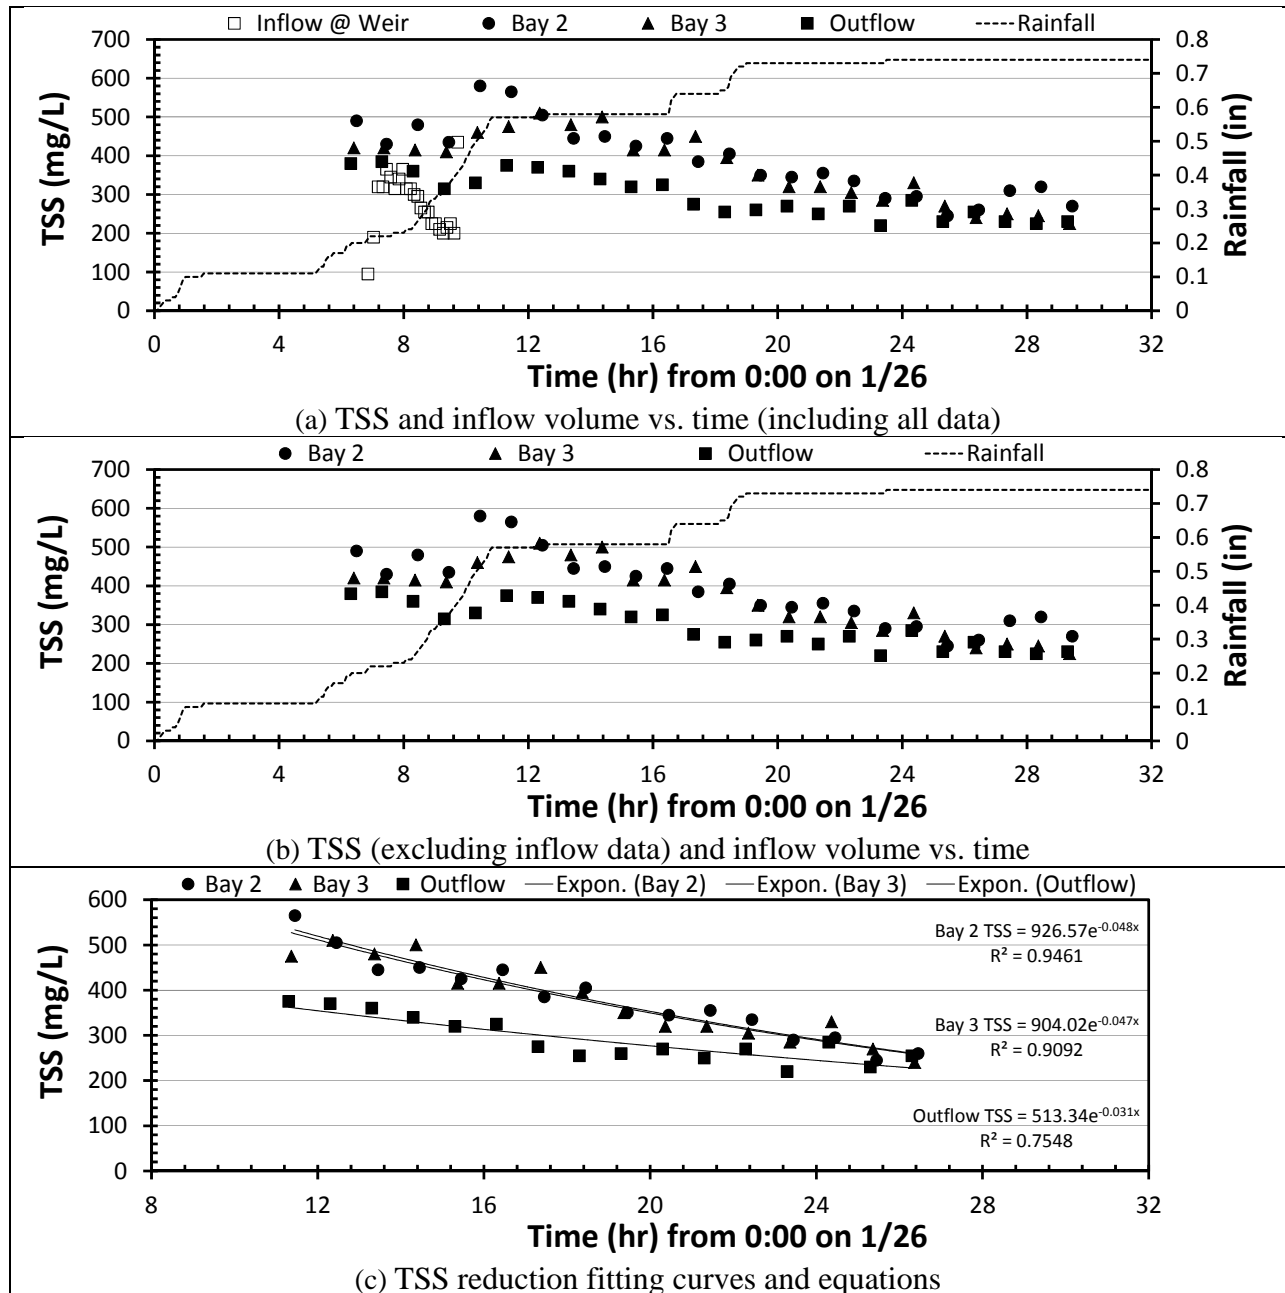 Inflow @ Weir Bay 2 Bay 3 Outflow Rainfall
TSS (mg/L)
700
600
500
400
300
200
100
0
0.8
0.7
0.6
0.5
0.4
0.3
0.2
0.1
0
Rainfall (in)
0 4 8 12 16 20 24 28 32
Time (hr) from 0:00 on 1/26
(a) TSS and inflow volume vs. time (including all data)
Bay 2 Bay 3 Outflow Rainfall
TSS (mg/L)
700
600
500
400
300
200
100
0
0.8
0.7
0.6
0.5
0.4
0.3
0.2
0.1
0
Rainfall (in)
0 4 8 12 16 20 24 28 32
Time (hr) from 0:00 on 1/26
(b) TSS (excluding inflow data) and inflow volume vs. time
Bay 2 Bay 3 Outflow Expon. (Bay 2) Expon. (Bay 3) Expon. (Outflow)
TSS (mg/L)
600
500
400
300
200
100
0
Bay 2 TSS = 926.57e^-0.048x
R² = 0.9461
Bay 3 TSS = 904.02e^-0.047x
R² = 0.9092
Outflow TSS = 513.34e^-0.031x
R² = 0.7548
8 12 16 20 24 28 32
Time (hr) from 0:00 on 1/26
(c) TSS reduction fitting curves and equations